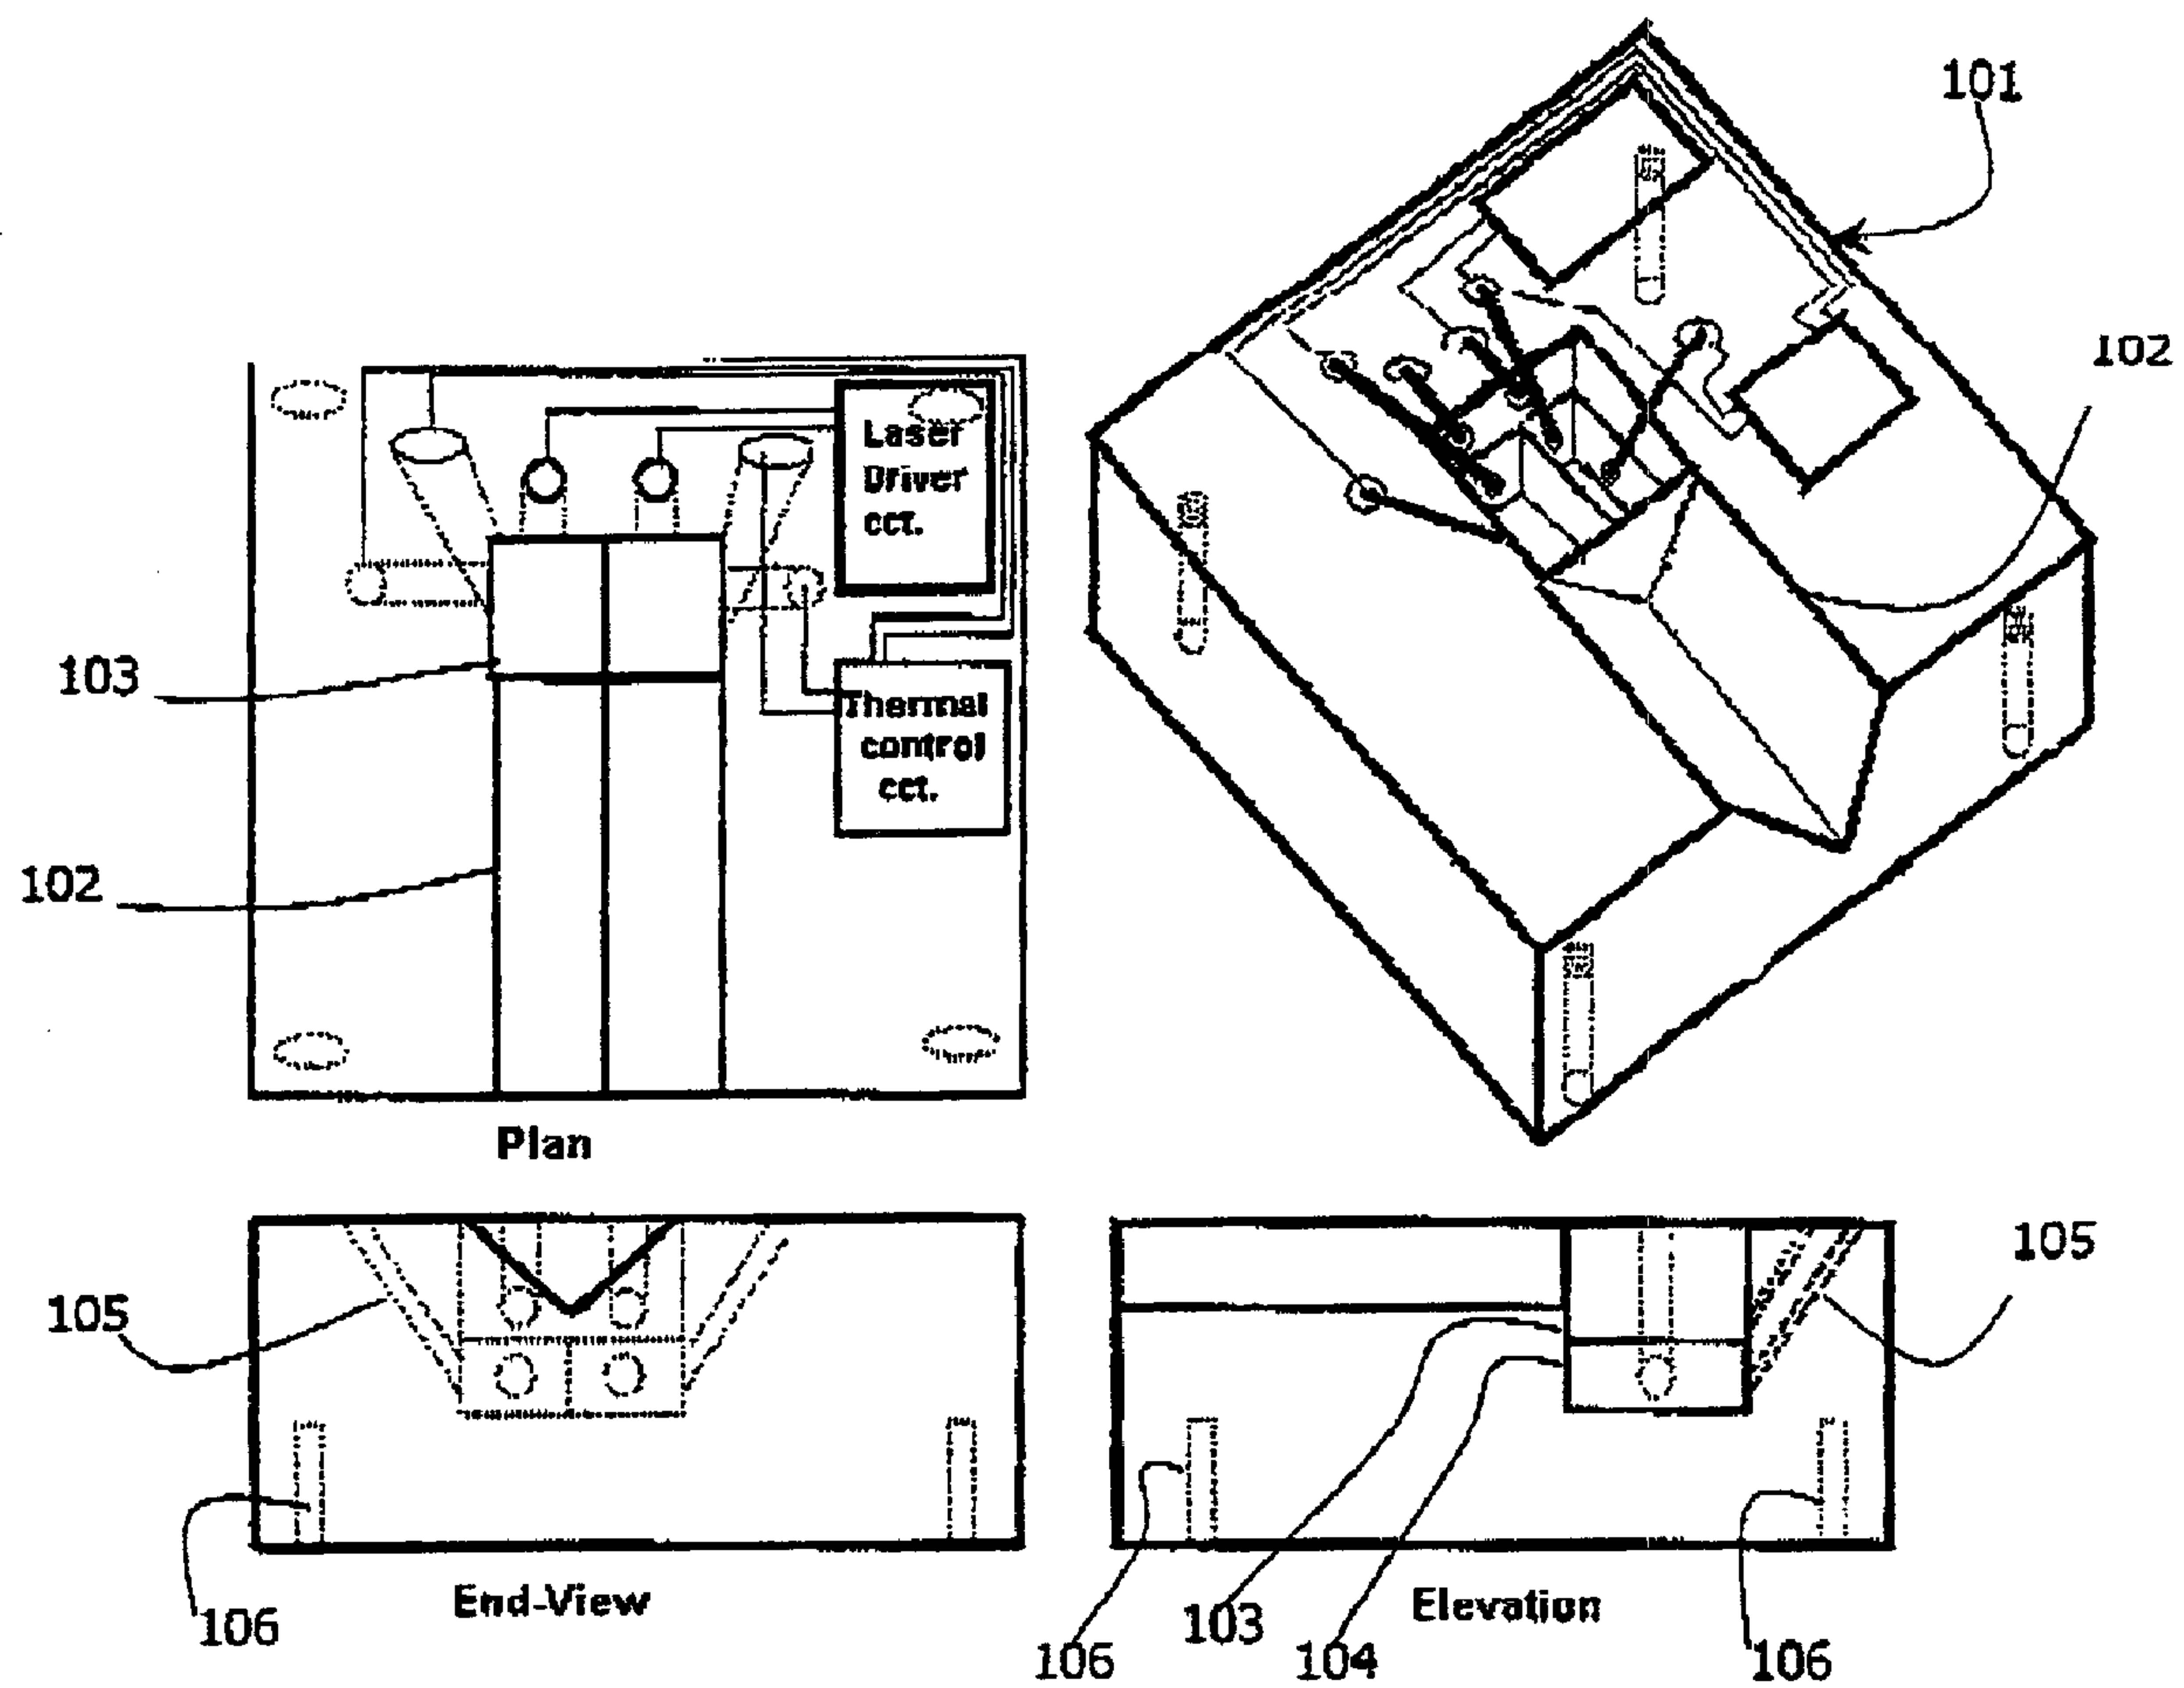 101
102
Laser
Driver
cct.
103
Thermal
control
cct.
102
Plan
105
105
106
End-View
106
103
104
Elevation
106